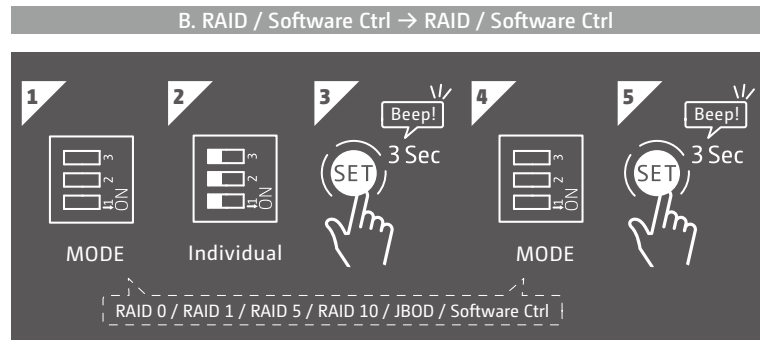 B. RAID / Software Ctrl → RAID / Software Ctrl
1
2
3
4
5
Beep!
Beep!
3 Sec
3 Sec
SET
SET
1 2 3
ON
1 2 3
ON
1 2 3
ON
MODE
Individual
MODE
RAID 0 / RAID 1 / RAID 5 / RAID 10 / JBOD / Software Ctrl